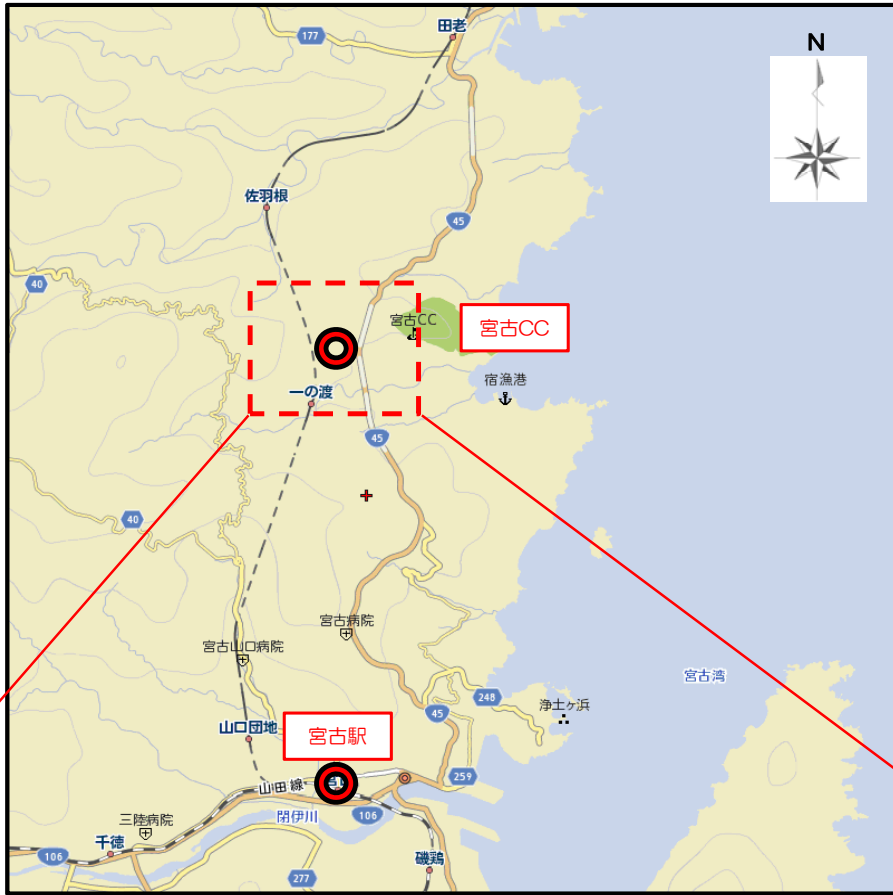 田老
177
N
佐羽根
45
40
宮古CC
宮古CC
宿漁港
一の渡
45
40
宮古病院
宮古山口病院
宮古湾
248
浄土ヶ浜
山口団地
45
宮古駅
259
山田線
106
三陸病院
閉伊川
千徳
106
磯鶏
277